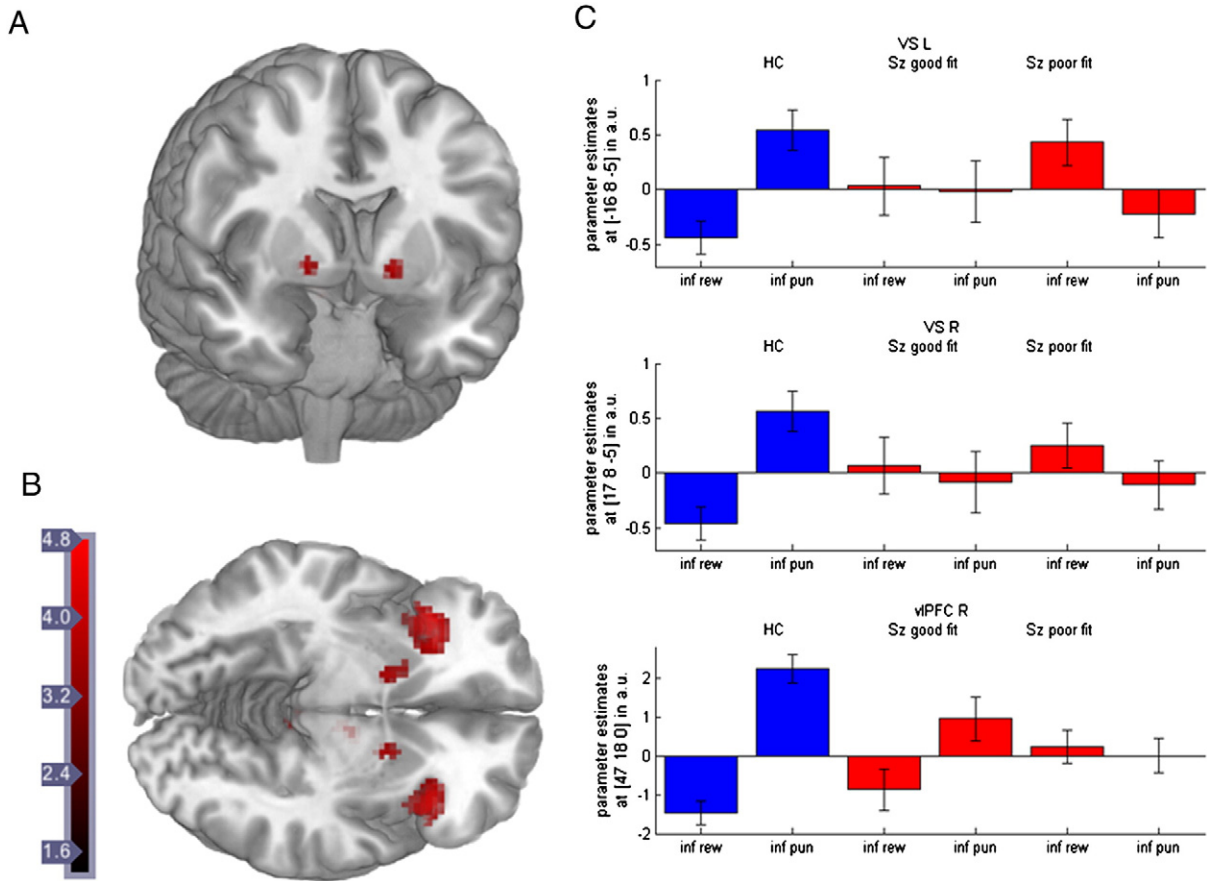 A
B
4.8
4.0
3.2
2.4
1.6
C
VS L
HC Sz good fit Sz poor fit
parameter estimates
at [-16 8 -5] in a.u.
1
0.5
0
-0.5
inf rew inf pun inf rew inf pun inf rew inf pun
VS R
HC Sz good fit Sz poor fit
parameter estimates
at [17 8 -5] in a.u.
1
0.5
0
-0.5
inf rew inf pun inf rew inf pun inf rew inf pun
vlPFC R
HC Sz good fit Sz poor fit
parameter estimates
at [47 18 0] in a.u.
2
1
0
-1
-2
inf rew inf pun inf rew inf pun inf rew inf pun